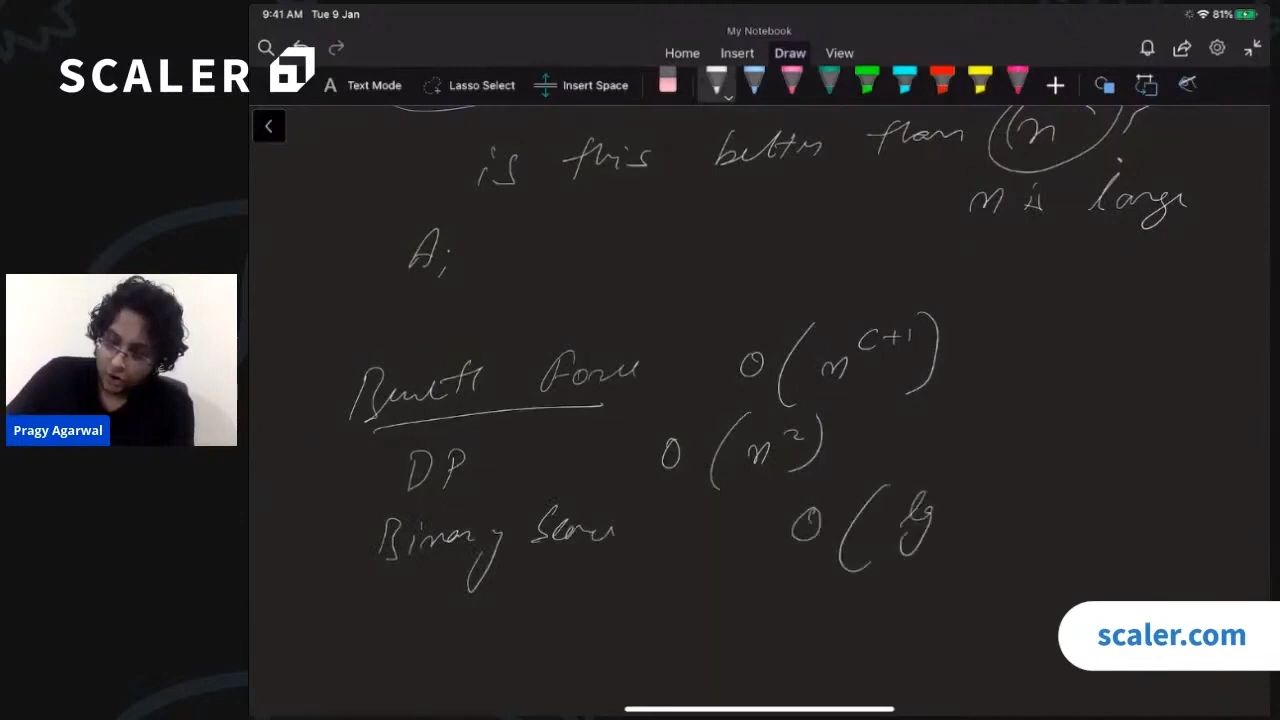 9:41 AM Tue 9 Jan
81%
My Notebook
SCALER
Home Insert Draw View
Text Mode Lasso Select Insert Space
is this better than (n
n is large
A;
Brute Force O(n^{c+1})
Pragy Agarwal
DP O(n^2)
Binary Sear O( lg
scaler.com